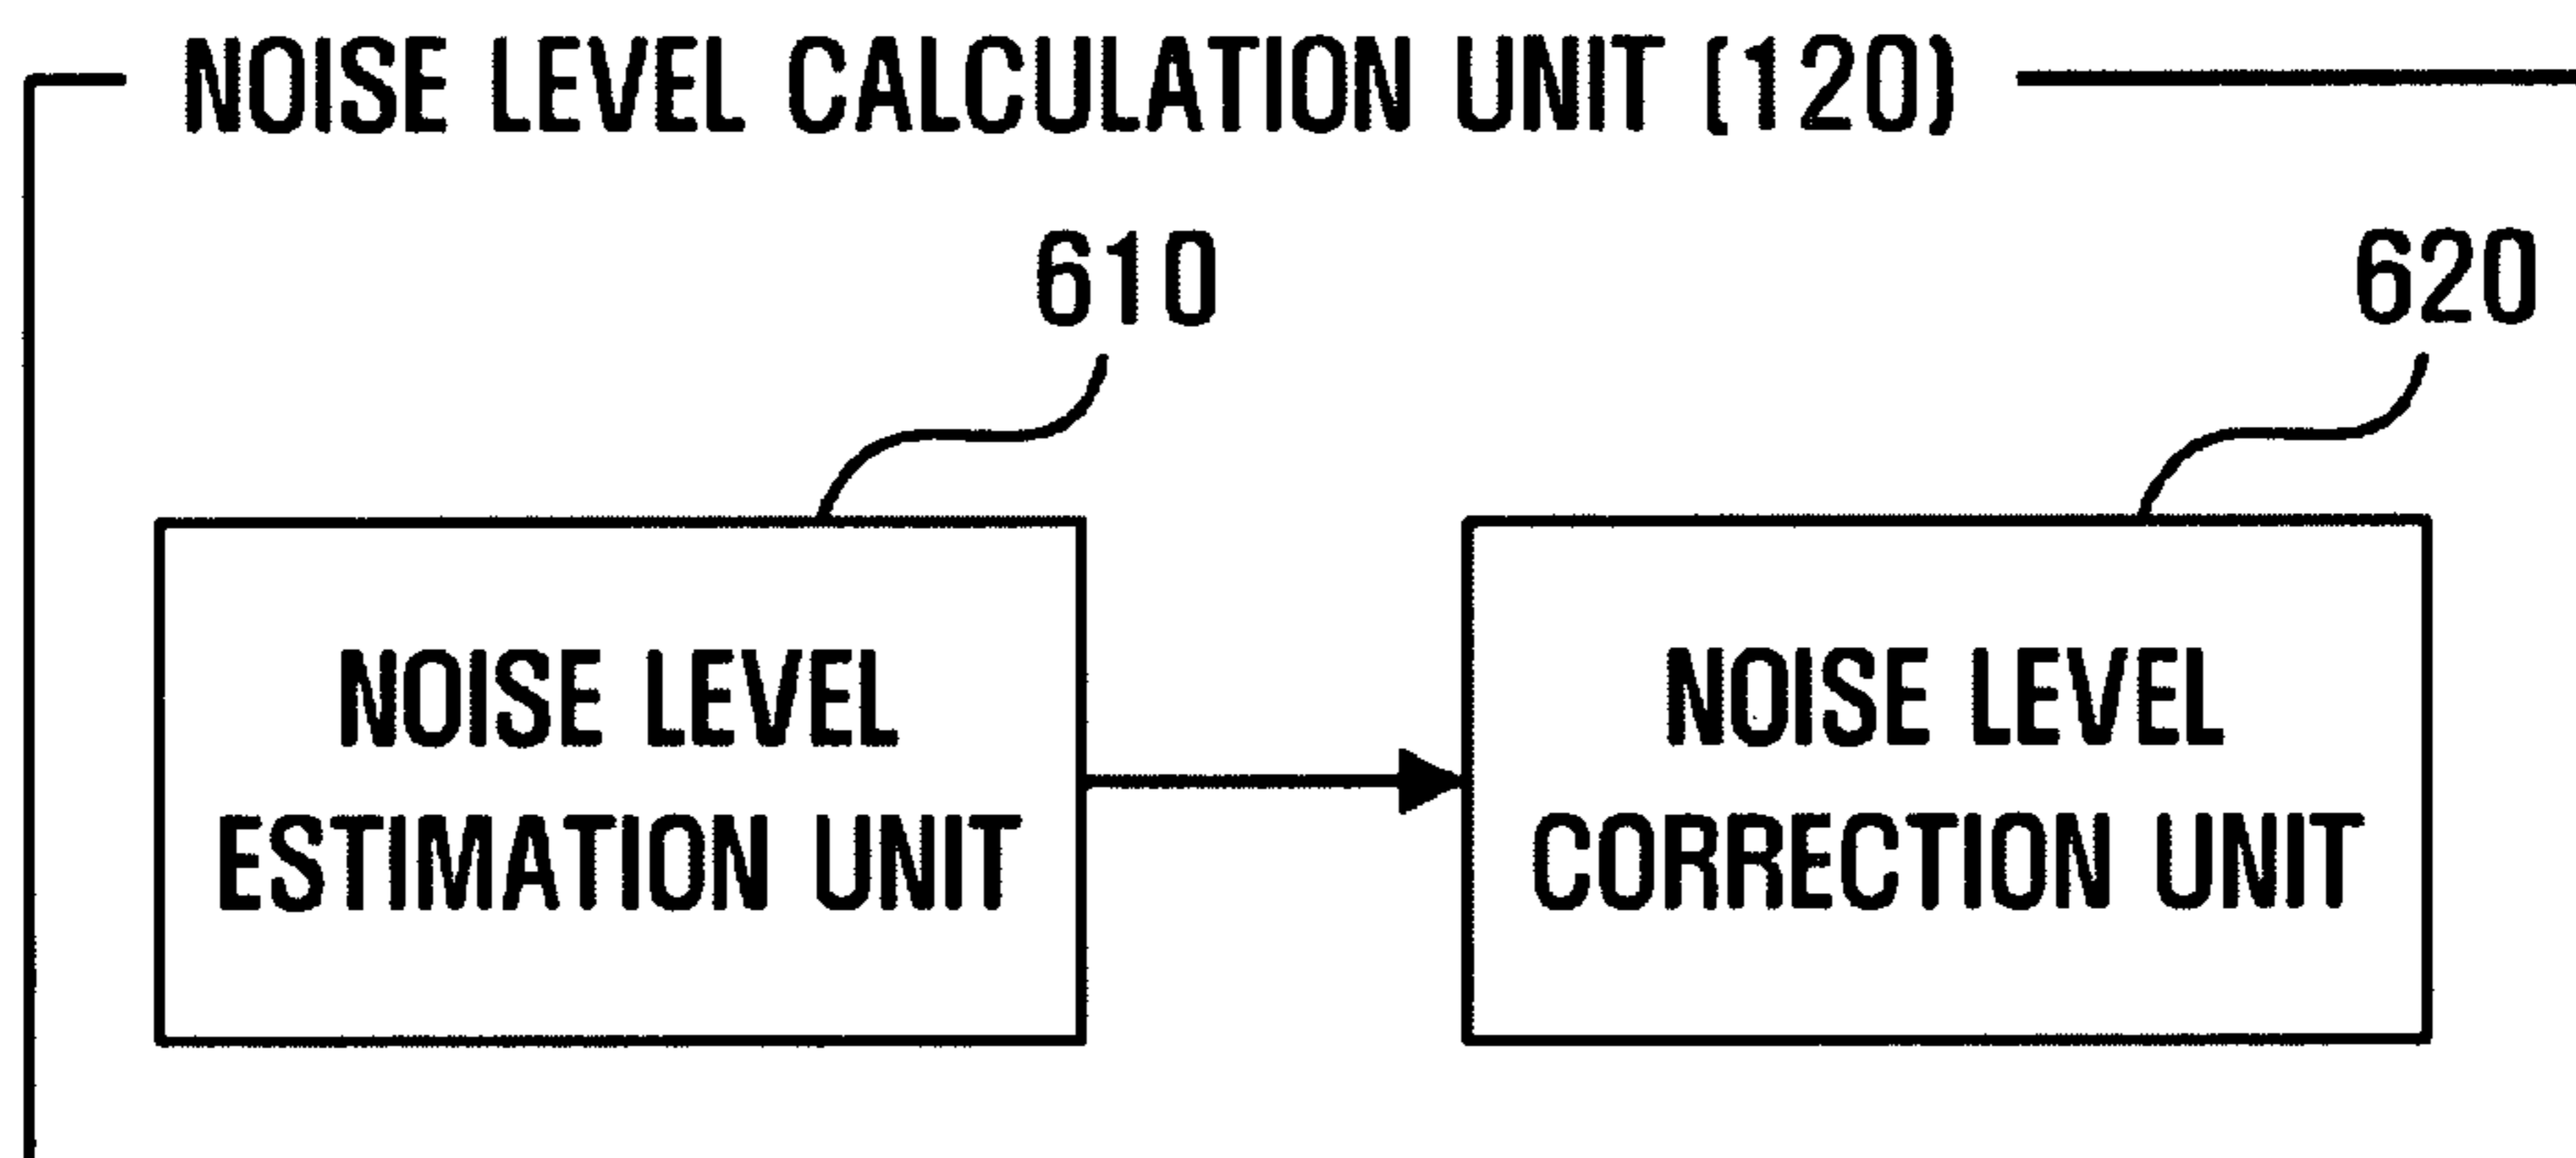 NOISE LEVEL CALCULATION UNIT (120)
610
620
NOISE LEVEL
ESTIMATION UNIT
NOISE LEVEL
CORRECTION UNIT